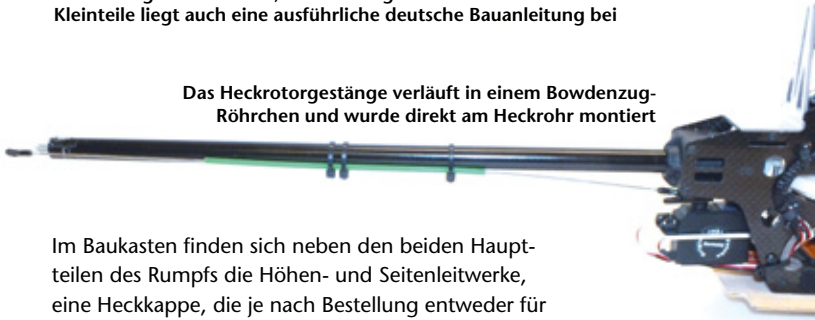 Kleinteile liegt auch eine ausführliche deutsche Bauanleitung bei
Das Heckrotorgestänge verläuft in einem Bowdenzug-
Röhrchen und wurde direkt am Heckrohr montiert
Im Baukasten finden sich neben den beiden Haupt-
teilen des Rumpfs die Höhen- und Seitenleitwerke,
eine Heckkappe, die je nach Bestellung entweder für